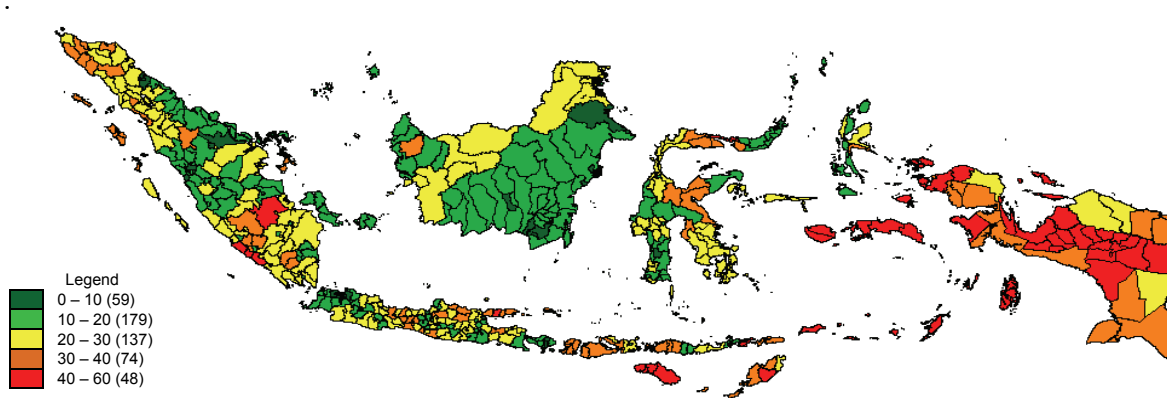 Legend
0 – 10 (59)
10 – 20 (179)
20 – 30 (137)
30 – 40 (74)
40 – 60 (48)